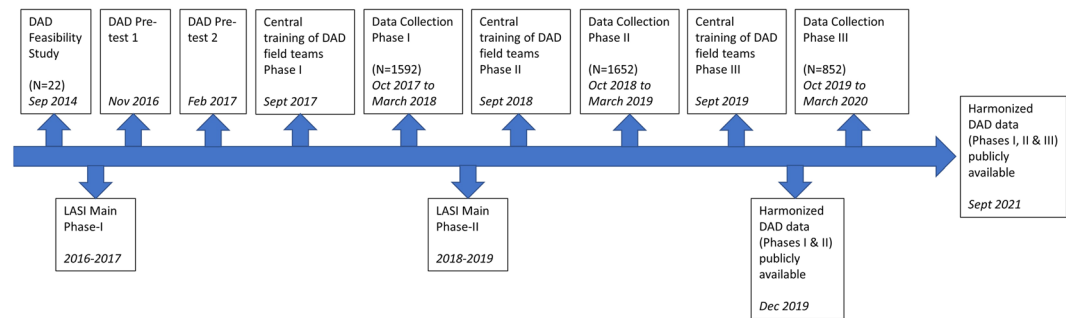 DAD
Feasibility
Study
(N=22)
Sep 2014
DAD Pre-
test 1
Nov 2016
DAD Pre-
test 2
Feb 2017
Central
training of DAD
field teams
Phase I
Sept 2017
Data Collection
Phase I
(N=1592)
Oct 2017 to
March 2018
Central
training of DAD
field teams
Phase II
Sept 2018
Data Collection
Phase II
(N=1652)
Oct 2018 to
March 2019
Central
training of DAD
field teams
Phase III
Sept 2019
Data Collection
Phase III
(N=852)
Oct 2019 to
March 2020
Harmonized
DAD data
(Phases I, II & III)
publicly
available
Sept 2021
LASI Main
Phase-I
2016-2017
LASI Main
Phase-II
2018-2019
Harmonized
DAD data
(Phases I & II)
publicly
available
Dec 2019